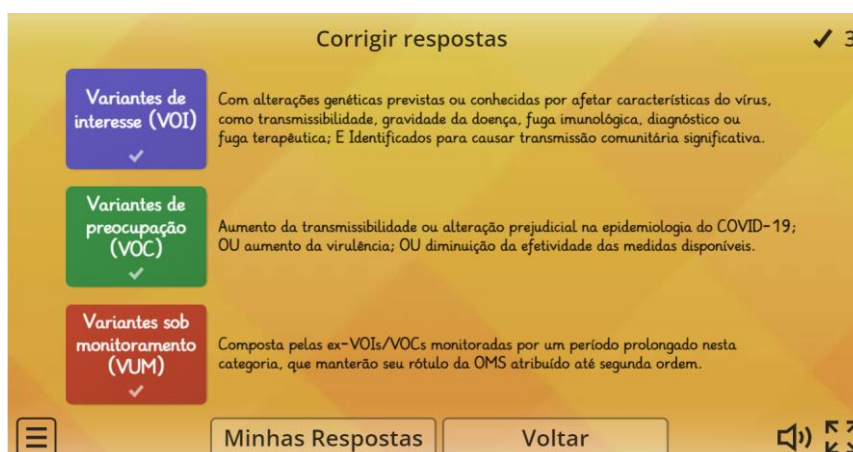 Corrigir respostas
✓ 3
Variantes de
interesse (VOI)
Com alterações genéticas previstas ou conhecidas por afetar características do vírus,
como transmissibilidade, gravidade da doença, fuga imunológica, diagnóstico ou
fuga terapêutica; E Identificados para causar transmissão comunitária significativa.
Variantes de
preocupação
(VOC)
Aumento da transmissibilidade ou alteração prejudicial na epidemiologia do COVID-19;
OU aumento da virulência; OU diminuição da efetividade das medidas disponíveis.
Variantes sob
monitoramento
(VUM)
Composta pelas ex-VOIs/VOCs monitoradas por um período prolongado nesta
categoria, que manterão seu rótulo da OMS atribuído até segunda ordem.
Minhas Respostas
Voltar